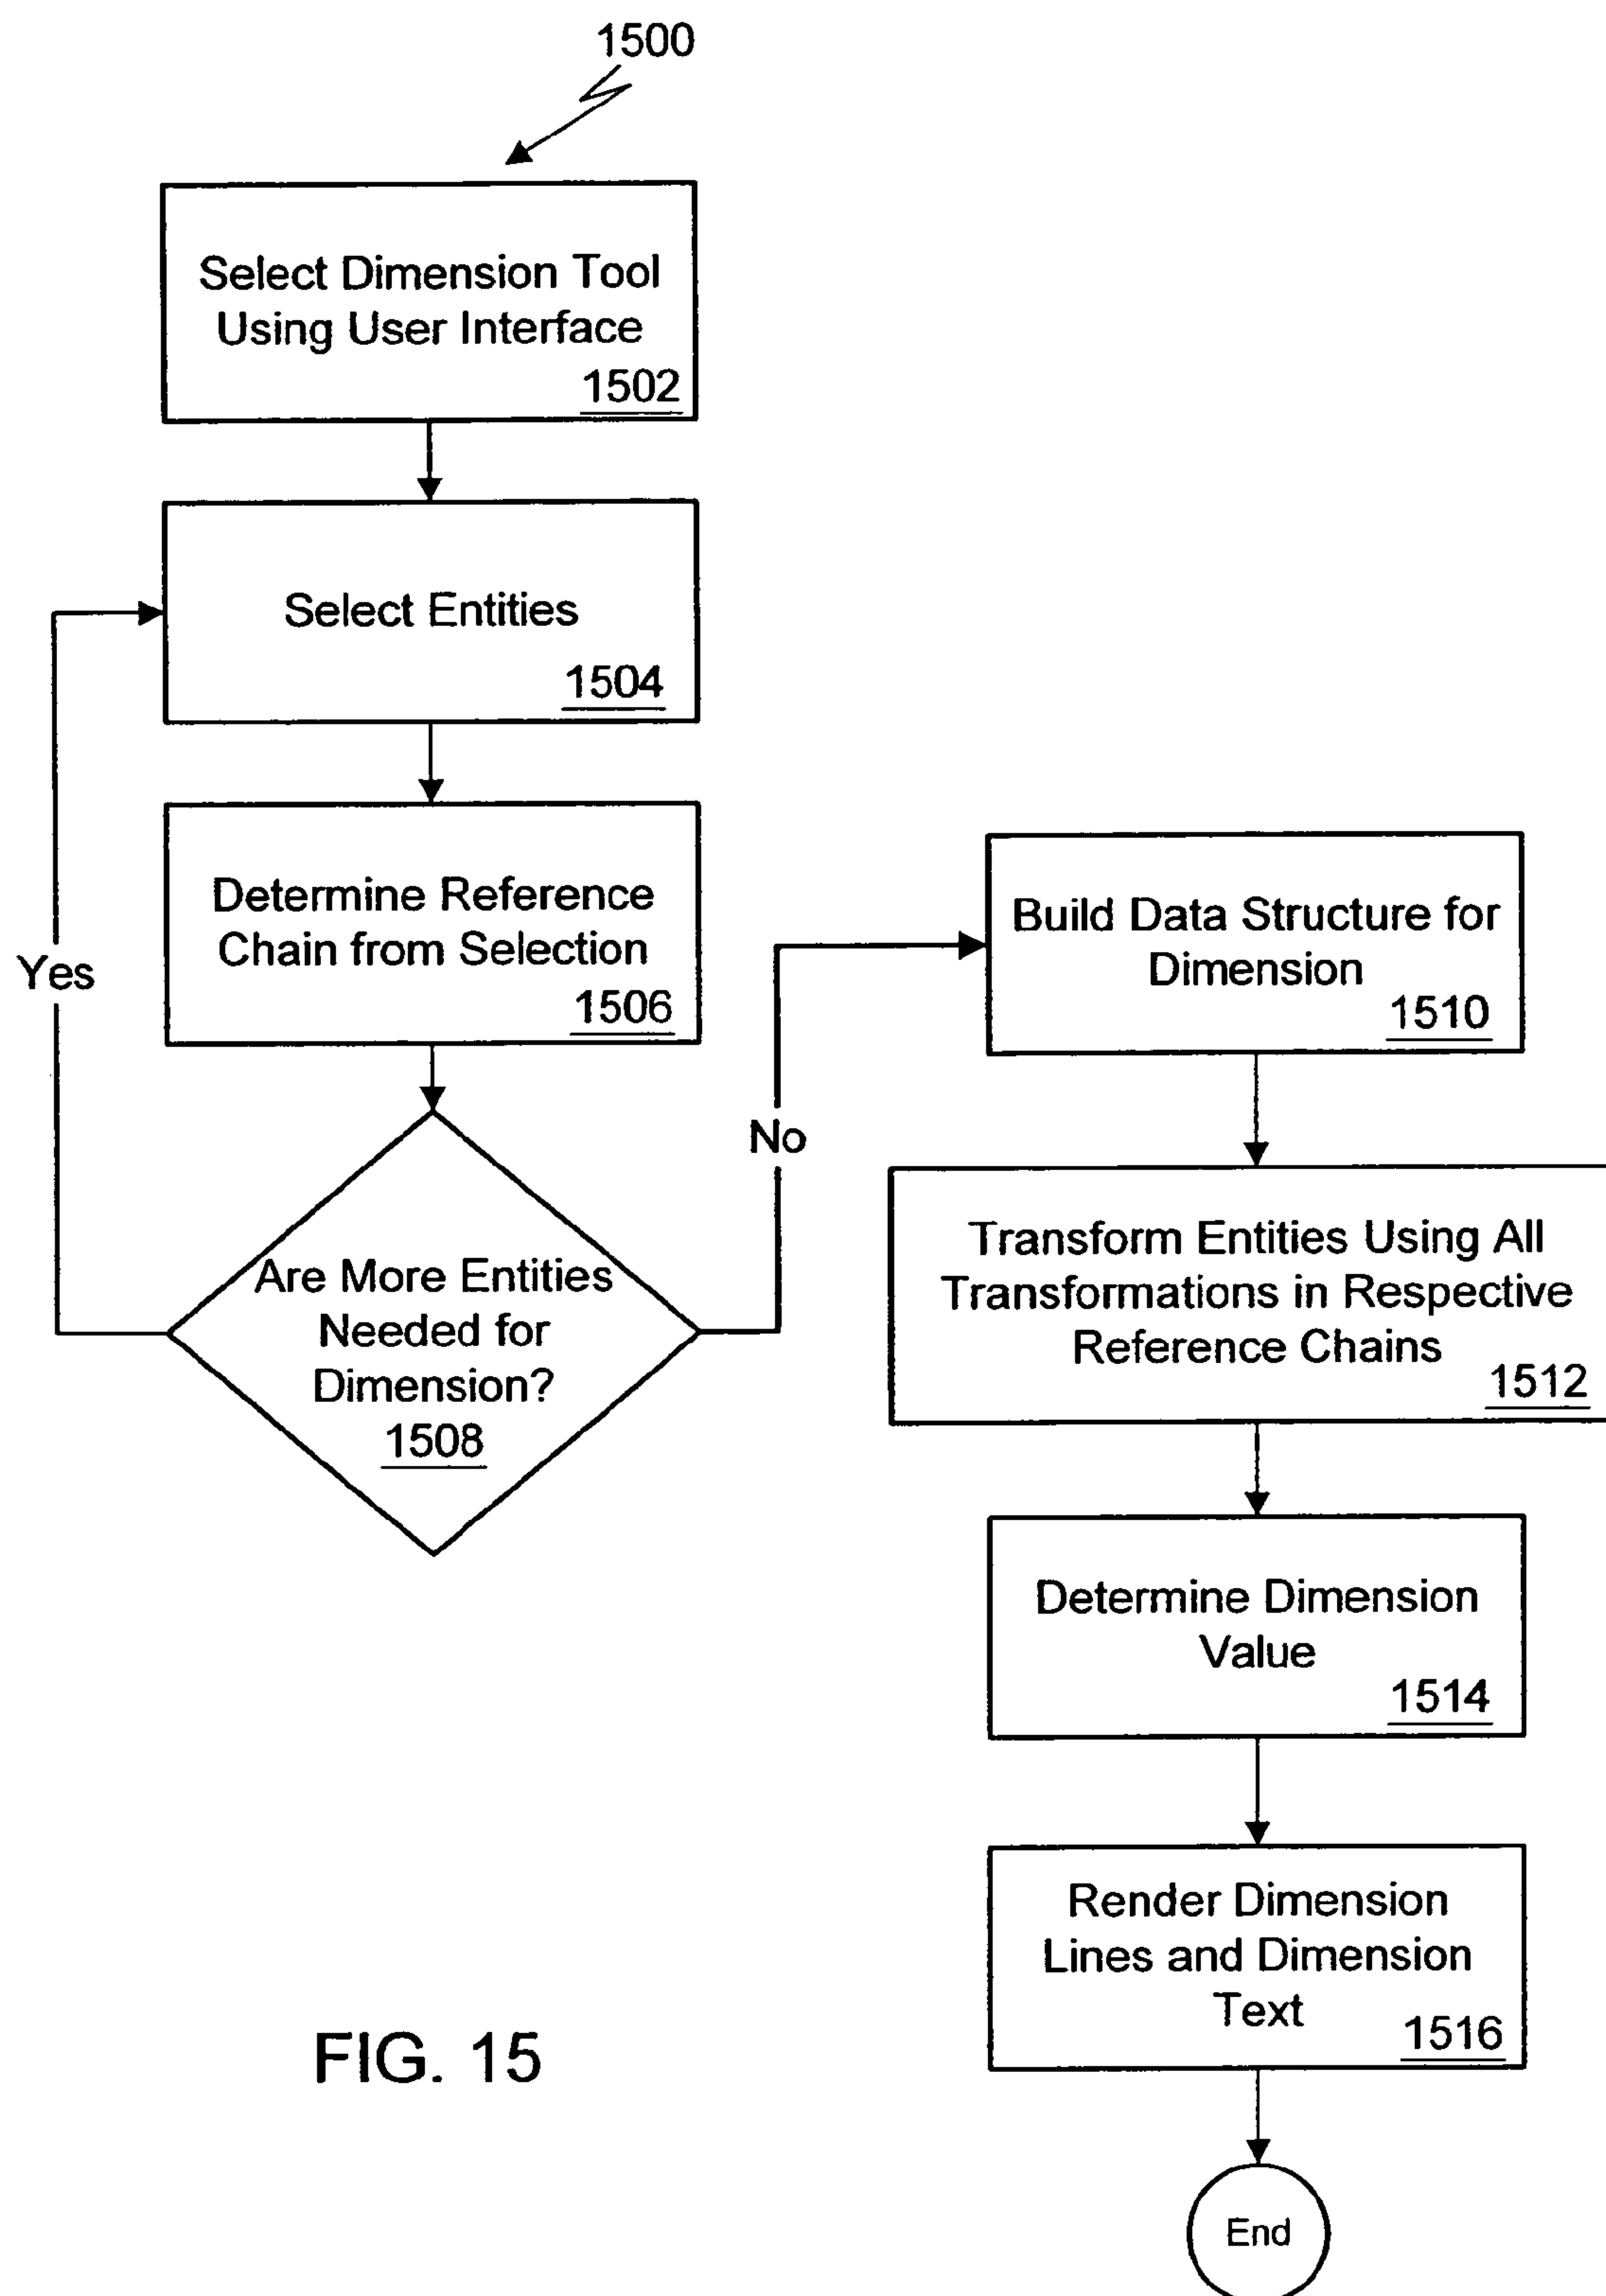 1500
Select Dimension Tool
Using User Interface
1502
Select Entities
1504
Determine Reference
Chain from Selection
1506
Yes
Are More Entities
Needed for
Dimension?
1508
No
Build Data Structure for
Dimension
1510
Transform Entities Using All
Transformations in Respective
Reference Chains
1512
Determine Dimension
Value
1514
Render Dimension
Lines and Dimension
Text
1516
End
FIG. 15